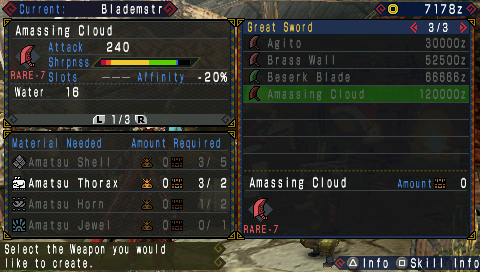 Current: Blademstr
7178z
Amassing Cloud
Attack 240
Shrpnss
RARE-7
Slots --- Affinity -20%
Water 16
L 1/3 R
Great Sword 3/3
Agito 30000z
Brass Wall 52500z
Beserk Blade 66666z
Amassing Cloud 120000z
Material Needed Amount Required
Amatsu Shell 0 3/ 5
Amatsu Thorax 0 3/ 2
Amatsu Horn 0 1/ 2
Amatsu Jewel 0 0/ 1
Amassing Cloud Amount 0
RARE-7
Select the Weapon you would
like to create.
Info Skill Info